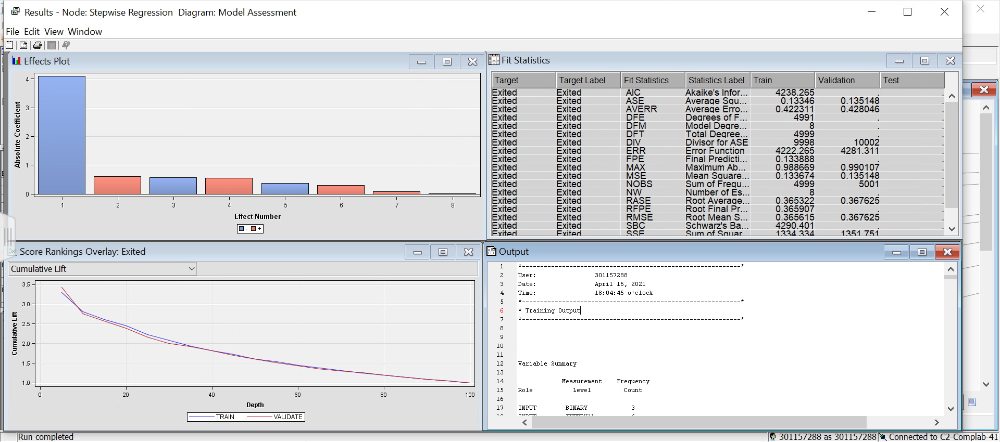 Results - Node: Stepwise Regression  Diagram: Model Assessment
File Edit View Window
Effects Plot
Absolute Coefficient
4
3
2
1
0
1 2 3 4 5 6 7 8
Effect Number
- +
Fit Statistics
Target Target Label Fit Statistics Statistics Label Train Validation Test
Exited Exited AIC Akaike's Infor... 4238.265 . .
Exited Exited ASE Average Squ... 0.13346 0.135148 .
Exited Exited AVERR Average Erro... 0.422311 0.428046 .
Exited Exited DFE Degrees of F... 4991 . .
Exited Exited DFM Model Degre... 8 . .
Exited Exited DFT Total Degree... 4999 . .
Exited Exited DIV Divisor for ASE 9998 10002 .
Exited Exited ERR Error Function 4222.265 4281.311 .
Exited Exited FPE Final Predicti... 0.133888 . .
Exited Exited MAX Maximum Ab... 0.988669 0.990107 .
Exited Exited MSE Mean Square... 0.133674 0.135148 .
Exited Exited NOBS Sum of Frequ... 4999 5001 .
Exited Exited NW Number of Es... 8 . .
Exited Exited RASE Root Average... 0.365322 0.367625 .
Exited Exited RFPE Root Final Pr... 0.365907 . .
Exited Exited RMSE Root Mean S... 0.365615 0.367625 .
Exited Exited SBC Schwarz's Ba... 4290.401 . .
Exited Exited SSE Sum of Squar... 1334.334 1351.751 .
Score Rankings Overlay: Exited
Cumulative Lift
Cumulative Lift
3.5
3.0
2.5
2.0
1.5
1.0
0 20 40 60 80 100
Depth
TRAIN VALIDATE
Output
1 *------------------------------------------------------------*
2 User: 301157288
3 Date: April 16, 2021
4 Time: 18:04:45 o'clock
5 *------------------------------------------------------------*
6 * Training Output
7 *------------------------------------------------------------*
8
9
10
11
12 Variable Summary
13
14 Measurement Frequency
15 Role Level Count
16
17 INPUT BINARY 3
Run completed
301157288 as 301157288 Connected to C2-Complab-41